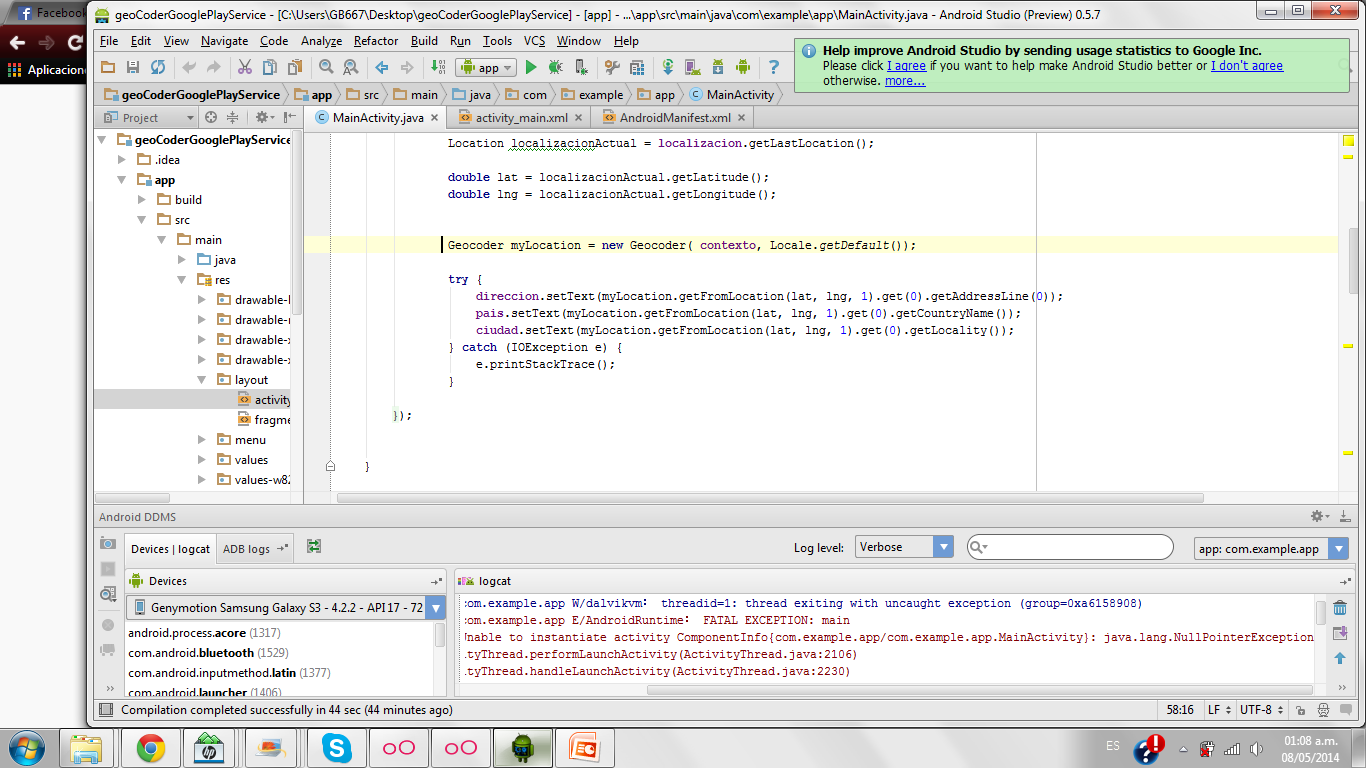 Facebook
Aplicacione
geoCoderGooglePlayService - [C:\Users\GB667\Desktop\geoCoderGooglePlayService] - [app] - ...\app\src\main\java\com\example\app\MainActivity.java - Android Studio (Preview) 0.5.7
File Edit View Navigate Code Analyze Refactor Build Run Tools VCS Window Help
app
Help improve Android Studio by sending usage statistics to Google Inc.
Please click I agree if you want to help make Android Studio better or I don't agree
otherwise. more...
geoCoderGooglePlayService app src main java com example app MainActivity
Project
MainActivity.java activity_main.xml AndroidManifest.xml
geoCoderGooglePlayService
.idea
app
build
src
main
java
res
drawable-
drawable-
drawable-
drawable-
layout
activity
fragme
menu
values
values-w82
Location localizacionActual = localizacion.getLastLocation();
double lat = localizacionActual.getLatitude();
double lng = localizacionActual.getLongitude();
Geocoder myLocation = new Geocoder( contexto, Locale.getDefault());
try {
direccion.setText(myLocation.getFromLocation(lat, lng, 1).get(0).getAddressLine(0));
pais.setText(myLocation.getFromLocation(lat, lng, 1).get(0).getCountryName());
ciudad.setText(myLocation.getFromLocation(lat, lng, 1).get(0).getLocality());
} catch (IOException e) {
e.printStackTrace();
}
});
}
Android DDMS
Devices | logcat ADB logs
Log level: Verbose app: com.example.app
Devices
Genymotion Samsung Galaxy S3 - 4.2.2 - API 17 - 72
android.process.acore (1317)
com.android.bluetooth (1529)
com.android.inputmethod.latin (1377)
com.android.launcher (1406)
logcat
com.example.app W/dalvikvm: threadid=1: thread exiting with uncaught exception (group=0xa6158908)
com.example.app E/AndroidRuntime: FATAL EXCEPTION: main
Unable to instantiate activity ComponentInfo{com.example.app/com.example.app.MainActivity}: java.lang.NullPointerException
tyThread.performLaunchActivity(ActivityThread.java:2106)
tyThread.handleLaunchActivity(ActivityThread.java:2230)
Compilation completed successfully in 44 sec (44 minutes ago)
58:16 LF UTF-8
ES
01:08 a.m.
08/05/2014